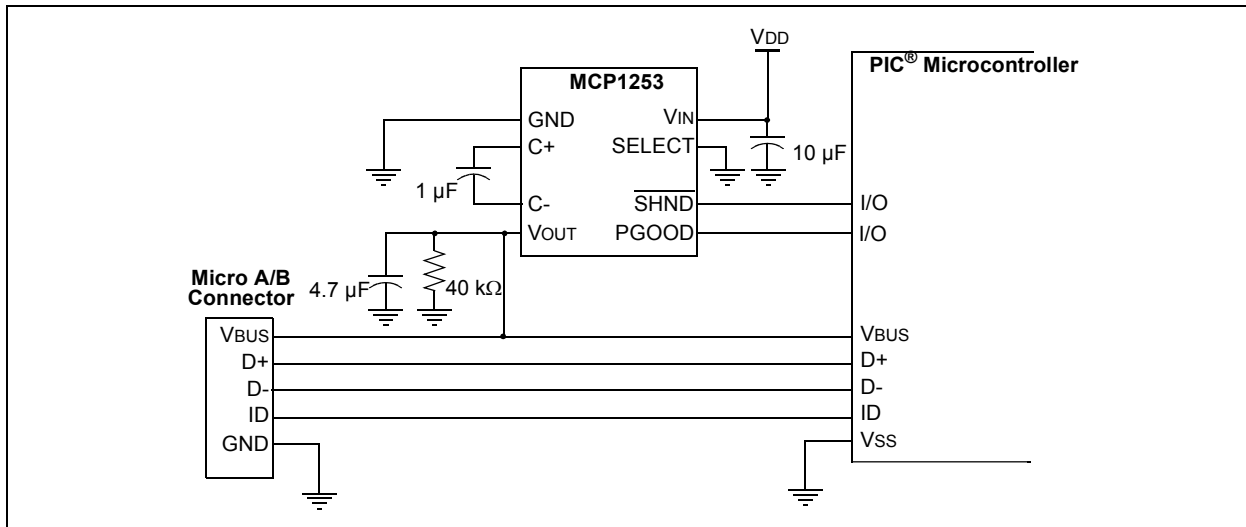 VDD
PIC® Microcontroller
MCP1253
GND
VIN
C+
SELECT
10 µF
1 µF
C-
SHND
I/O
VOUT
PGOOD
I/O
Micro A/B
Connector
4.7 µF
40 kΩ
VBUS
VBUS
D+
D+
D-
D-
ID
ID
GND
VSS